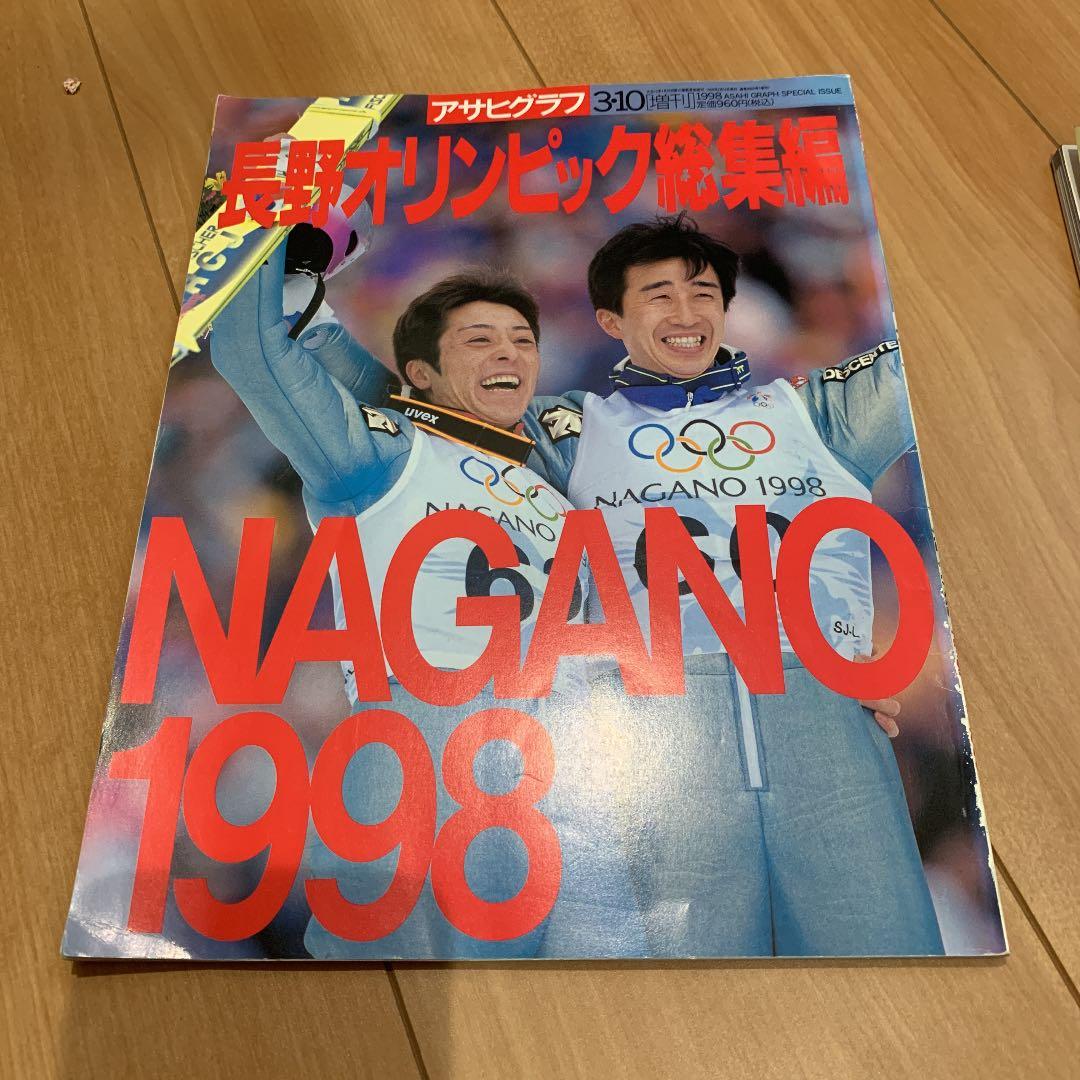 アサヒグラフ
3・10[増刊] 1998 ASAHI GRAPH SPECIAL ISSUE
定価960円(税込)
長野オリンピック総集編
uvex
DESCENTE
NAGANO
NAGANO 1998
SJ-L
NAGANO
1998